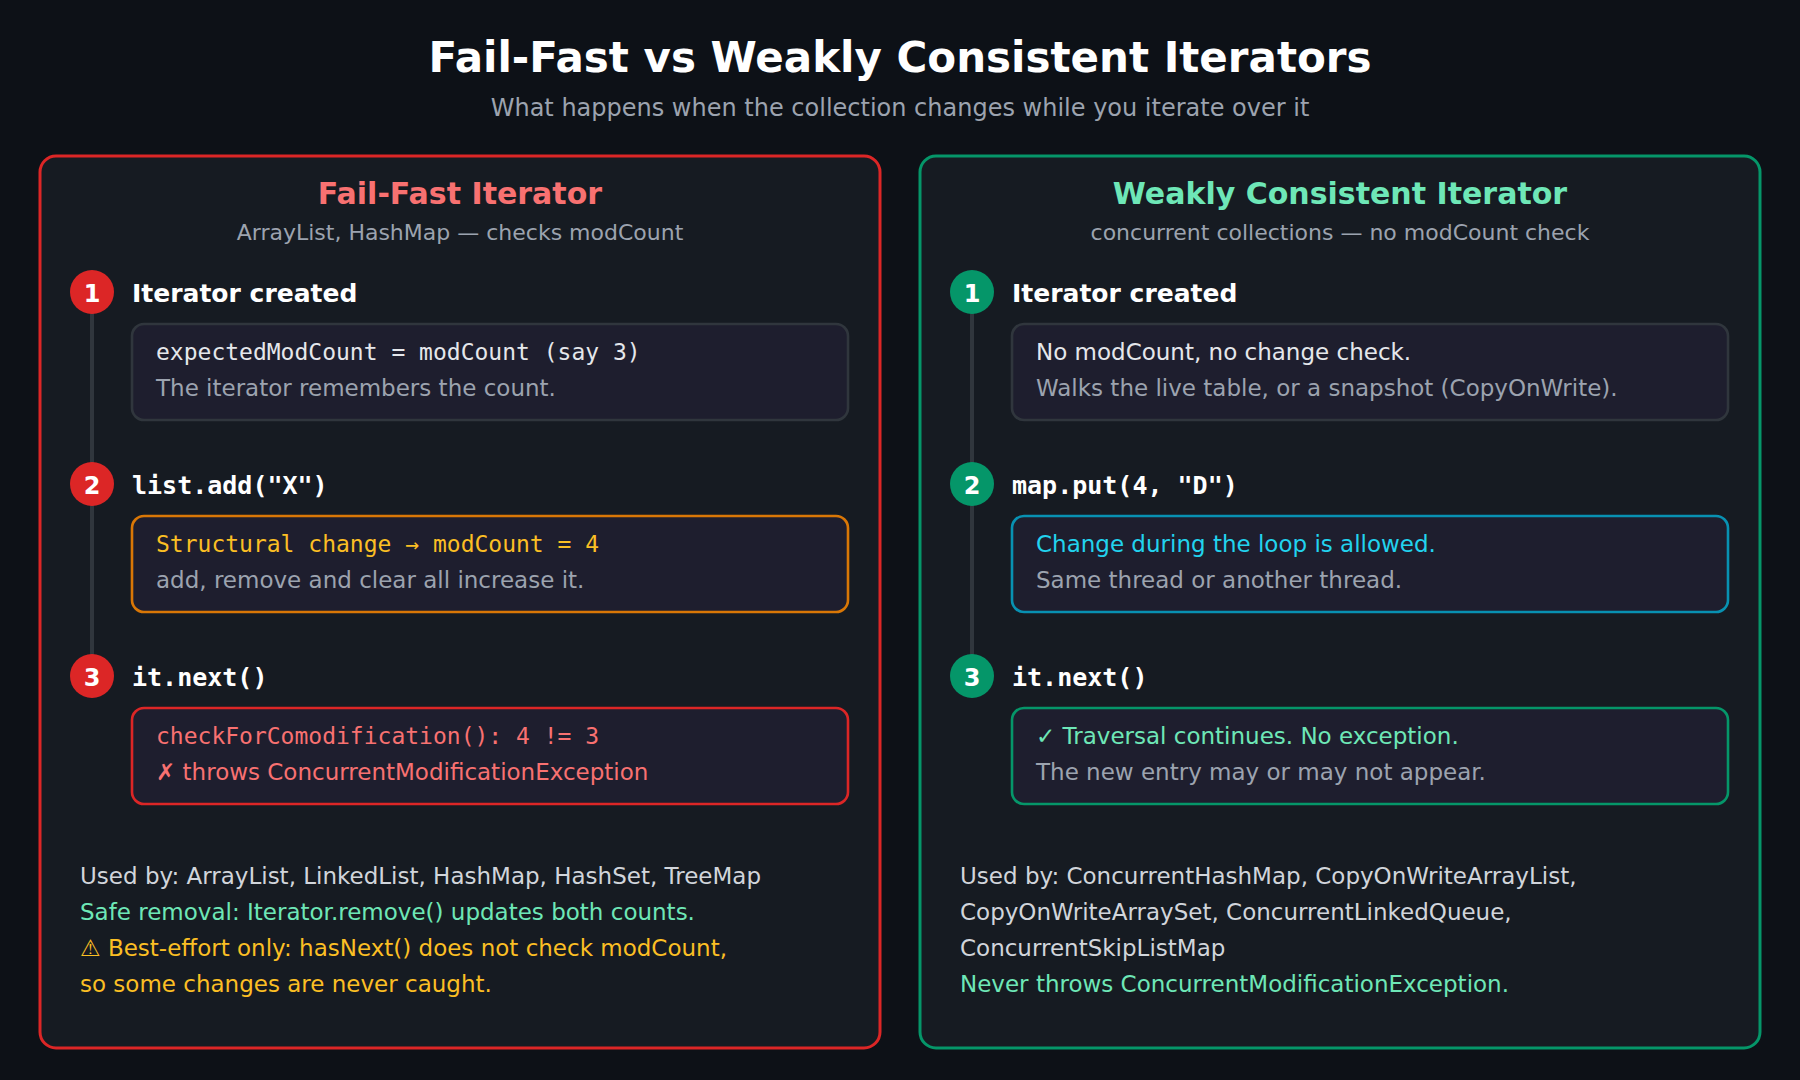 Fail-Fast vs Weakly Consistent Iterators
What happens when the collection changes while you iterate over it
Fail-Fast Iterator
ArrayList, HashMap — checks modCount
1 Iterator created
expectedModCount = modCount (say 3)
The iterator remembers the count.
2 list.add("X")
Structural change → modCount = 4
add, remove and clear all increase it.
3 it.next()
checkForComodification(): 4 != 3
✗ throws ConcurrentModificationException
Used by: ArrayList, LinkedList, HashMap, HashSet, TreeMap
Safe removal: Iterator.remove() updates both counts.
⚠ Best-effort only: hasNext() does not check modCount,
so some changes are never caught.
Weakly Consistent Iterator
concurrent collections — no modCount check
1 Iterator created
No modCount, no change check.
Walks the live table, or a snapshot (CopyOnWrite).
2 map.put(4, "D")
Change during the loop is allowed.
Same thread or another thread.
3 it.next()
✓ Traversal continues. No exception.
The new entry may or may not appear.
Used by: ConcurrentHashMap, CopyOnWriteArrayList,
CopyOnWriteArraySet, ConcurrentLinkedQueue,
ConcurrentSkipListMap
Never throws ConcurrentModificationException.